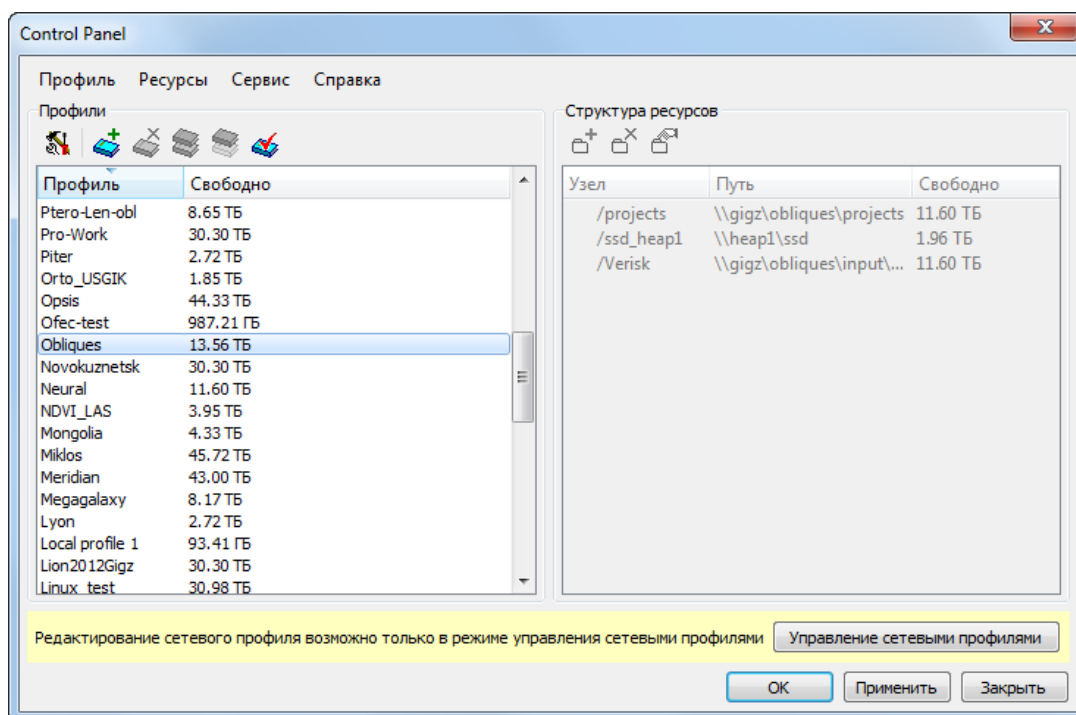 Control Panel
Профиль Ресурсы Сервис Справка
Профили
Профиль Свободно
Ptero-Len-obl 8.65 ТБ
Pro-Work 30.30 ТБ
Piter 2.72 ТБ
Orto_USGIK 1.85 ТБ
Opsis 44.33 ТБ
Ofec-test 987.21 ГБ
Obliques 13.56 ТБ
Novokuznetsk 30.30 ТБ
Neural 11.60 ТБ
NDVI_LAS 3.95 ТБ
Mongolia 4.33 ТБ
Miklos 45.72 ТБ
Meridian 43.00 ТБ
Megagalaxy 8.17 ТБ
Lyon 2.72 ТБ
Local profile 1 93.41 ГБ
Lion2012Gigz 30.30 ТБ
Linux_test 30.98 ТБ
Структура ресурсов
Узел Путь Свободно
/projects \\gigz\obliques\projects 11.60 ТБ
/ssd_heap1 \\heap1\ssd 1.96 ТБ
/Verisk \\gigz\obliques\input\... 11.60 ТБ
Редактирование сетевого профиля возможно только в режиме управления сетевыми профилями Управление сетевыми профилями
OK Применить Закрыть